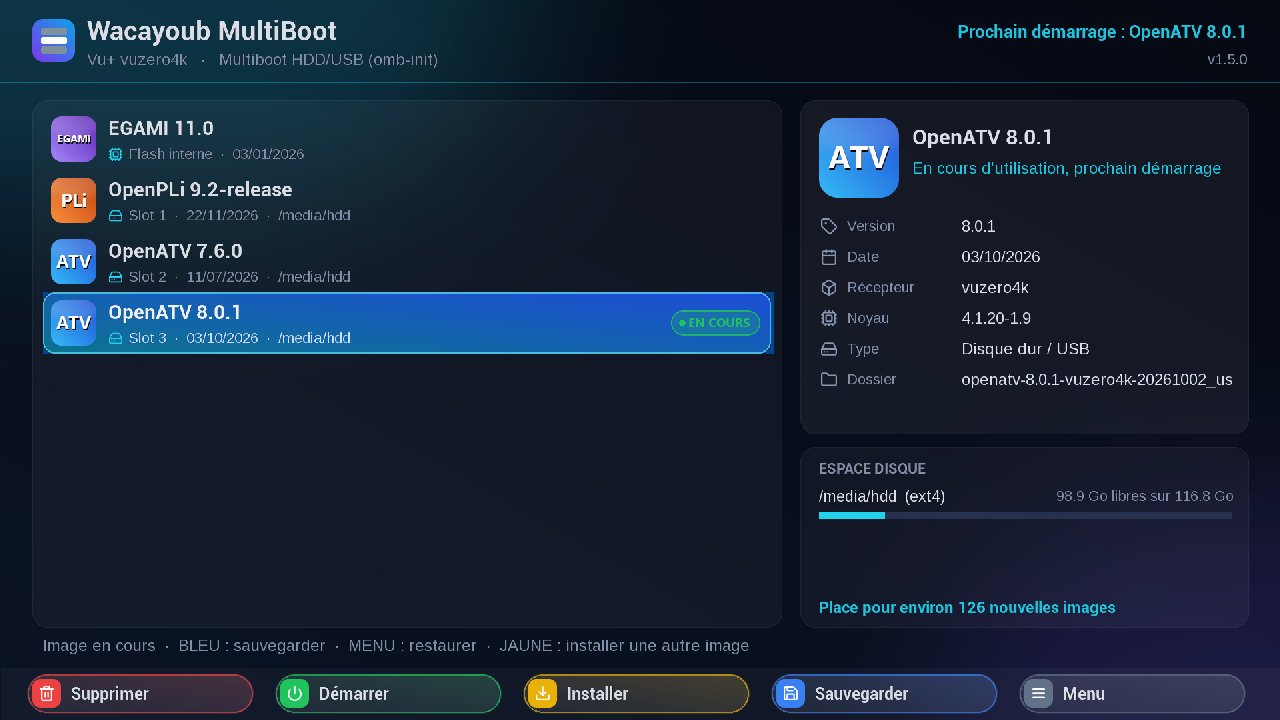 Wacayoub MultiBoot
Vu+ vuzero4k · Multiboot HDD/USB (omb-init)
Prochain démarrage : OpenATV 8.0.1
v1.5.0
EGAMI
EGAMI 11.0
Flash interne · 03/01/2026
PLi
OpenPLi 9.2-release
Slot 1 · 22/11/2026 · /media/hdd
ATV
OpenATV 7.6.0
Slot 2 · 11/07/2026 · /media/hdd
ATV
OpenATV 8.0.1
Slot 3 · 03/10/2026 · /media/hdd
EN COURS
ATV
OpenATV 8.0.1
En cours d'utilisation, prochain démarrage
Version 8.0.1
Date 03/10/2026
Récepteur vuzero4k
Noyau 4.1.20-1.9
Type Disque dur / USB
Dossier openatv-8.0.1-vuzero4k-20261002_us
ESPACE DISQUE
/media/hdd (ext4) 98.9 Go libres sur 116.8 Go
Place pour environ 126 nouvelles images
Image en cours · BLEU : sauvegarder · MENU : restaurer · JAUNE : installer une autre image
Supprimer Démarrer Installer Sauvegarder Menu